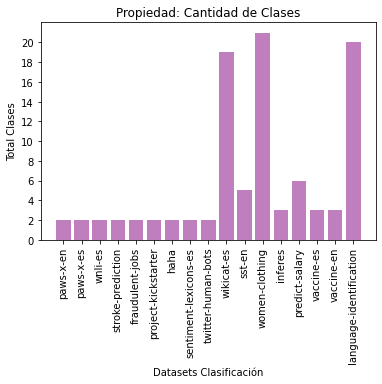 Propiedad: Cantidad de Clases
Total Clases
20
18
16
14
12
10
8
6
4
2
0
paws-x-en
paws-x-es
wnli-es
stroke-prediction
fraudulent-jobs
project-kickstarter
haha
sentiment-lexicons-es
twitter-human-bots
wikicat-es
sst-en
women-clothing
inferes
predict-salary
vaccine-es
vaccine-en
language-identification
Datasets Clasificación